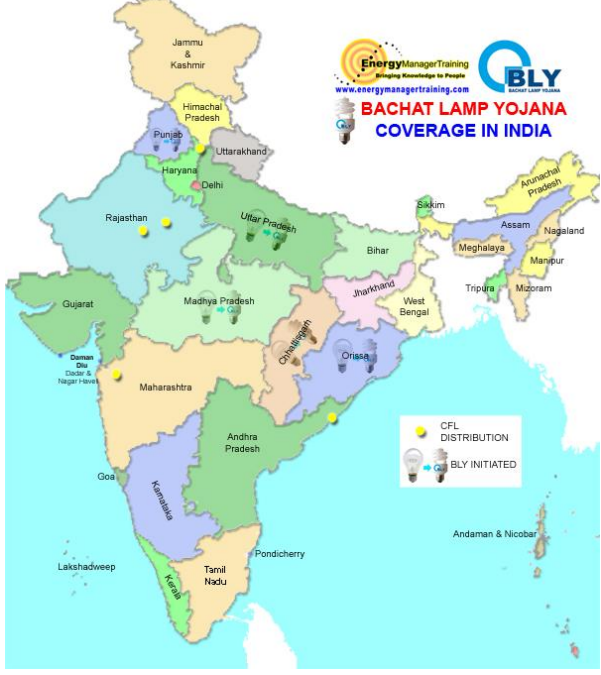 EnergyManagerTraining
Bringing Knowledge to People
www.energymanagertraining.com
BLY
BACHAT LAMP YOJANA
BLY
BACHAT LAMP YOJANA
COVERAGE IN INDIA
Jammu
&
Kashmir
Himachal
Pradesh
Punjab
Uttarakhand
Haryana
Delhi
Rajasthan
Uttar Pradesh
Sikkim
Arunachal
Pradesh
Assam
Nagaland
Meghalaya
Manipur
Tripura
Mizoram
Bihar
Jharkhand
West
Bengal
Gujarat
Madhya Pradesh
Chhattisgarh
Orissa
Daman
Diu
Dadar &
Nagar Haveli
Maharashtra
Andhra
Pradesh
CFL
DISTRIBUTION
BLY INITIATED
Goa
Karnataka
Andaman & Nicobar
Pondicherry
Lakshadweep
Kerala
Tamil
Nadu